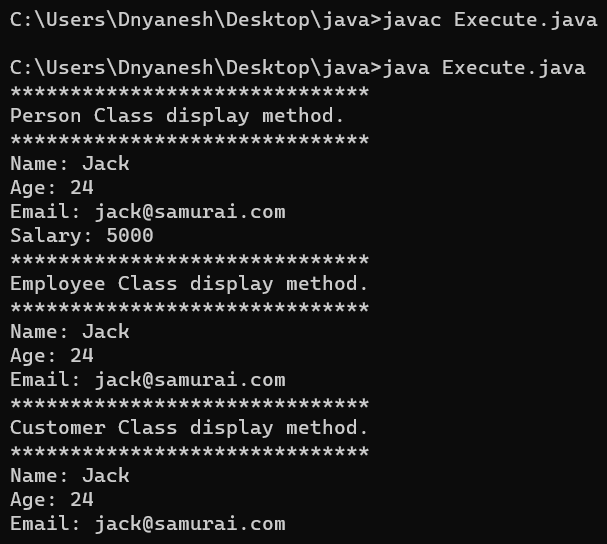 C:\Users\Dnyanesh\Desktop\java>javac Execute.java
C:\Users\Dnyanesh\Desktop\java>java Execute.java
******************************
Person Class display method.
******************************
Name: Jack
Age: 24
Email: jack@samurai.com
Salary: 5000
******************************
Employee Class display method.
******************************
Name: Jack
Age: 24
Email: jack@samurai.com
******************************
Customer Class display method.
******************************
Name: Jack
Age: 24
Email: jack@samurai.com